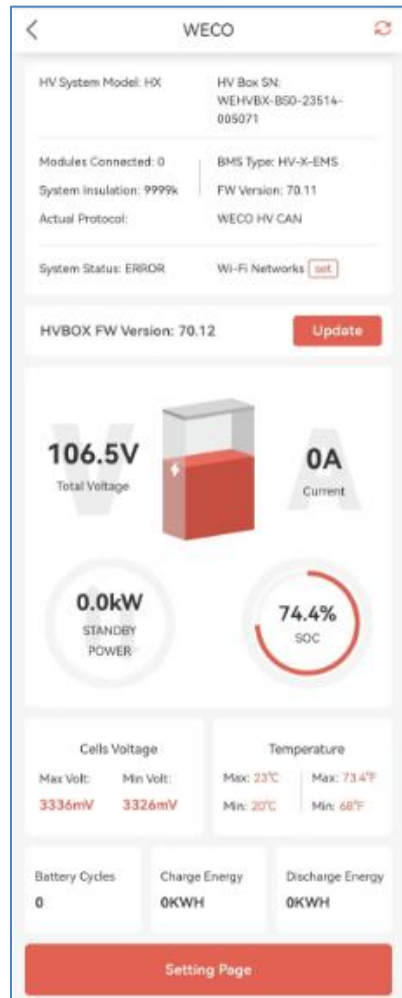 WECO
HV System Model: HX
HV Box SN:
WEHVBX-BS0-23514-
005071
Modules Connected: 0
BMS Type: HV-X-EMS
System Insulation: 9999k
FW Version: 70.11
Actual Protocol:
WECO HV CAN
System Status: ERROR
Wi-Fi Networks set
HVBOX FW Version: 70.12
Update
V
A
106.5V
Total Voltage
0A
Current
0.0kW
STANDBY
POWER
74.4%
SOC
Cells Voltage
Max Volt: Min Volt:
3336mV 3326mV
Temperature
Max: 23°C Max: 73.4°F
Min: 20°C Min: 68°F
Battery Cycles
0
Charge Energy
0KWH
Discharge Energy
0KWH
Setting Page